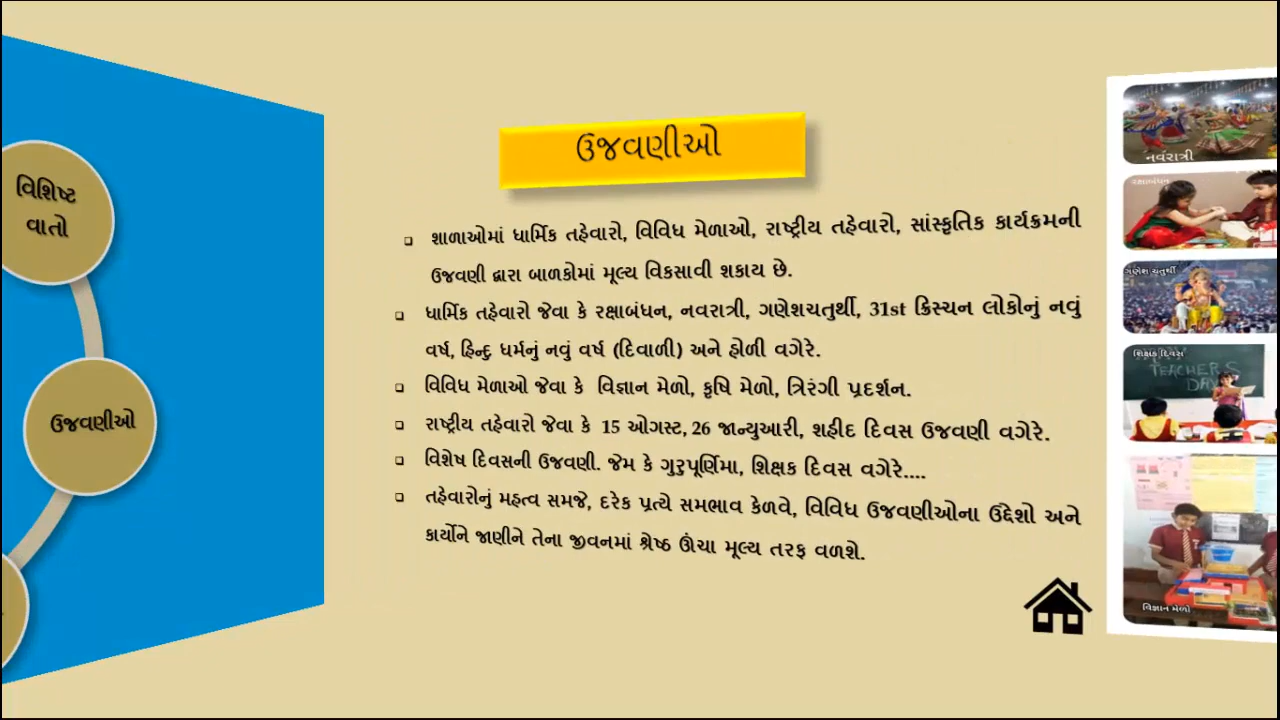 વિશિષ્ટ
વાતો
ઉજવણીઓ
ઉજવણીઓ
શાળાઓમાં ધાર્મિક તહેવારો, વિવિધ મેળાઓ, રાષ્ટ્રીય તહેવારો, સાંસ્કૃતિક કાર્યક્રમની
ઉજવણી દ્વારા બાળકોમાં મૂલ્ય વિકસાવી શકાય છે.
ધાર્મિક તહેવારો જેવા કે રક્ષાબંધન, નવરાત્રી, ગણેશચતુર્થી, 31st ક્રિસ્ચન લોકોનું નવું
વર્ષ, હિન્દુ ધર્મનું નવું વર્ષ (દિવાળી) અને હોળી વગેરે.
વિવિધ મેળાઓ જેવા કે વિજ્ઞાન મેળો, કૃષિ મેળો, ત્રિરંગી પ્રદર્શન.
રાષ્ટ્રીય તહેવારો જેવા કે 15 ઓગસ્ટ, 26 જાન્યુઆરી, શહીદ દિવસ ઉજવણી વગેરે.
વિશેષ દિવસની ઉજવણી. જેમ કે ગુરુપૂર્ણિમા, શિક્ષક દિવસ વગેરે....
તહેવારોનું મહત્વ સમજે, દરેક પ્રત્યે સમભાવ કેળવે, વિવિધ ઉજવણીઓના ઉદ્દેશો અને
કાર્યોને જાણીને તેના જીવનમાં શ્રેષ્ઠ ઊંચા મૂલ્ય તરફ વળશે.
નવરાત્રી
રક્ષાબંધન
ગણેશ ચતુર્થી
શિક્ષક દિવસ
TEACHER'S
DAY
વિજ્ઞાન મેળો